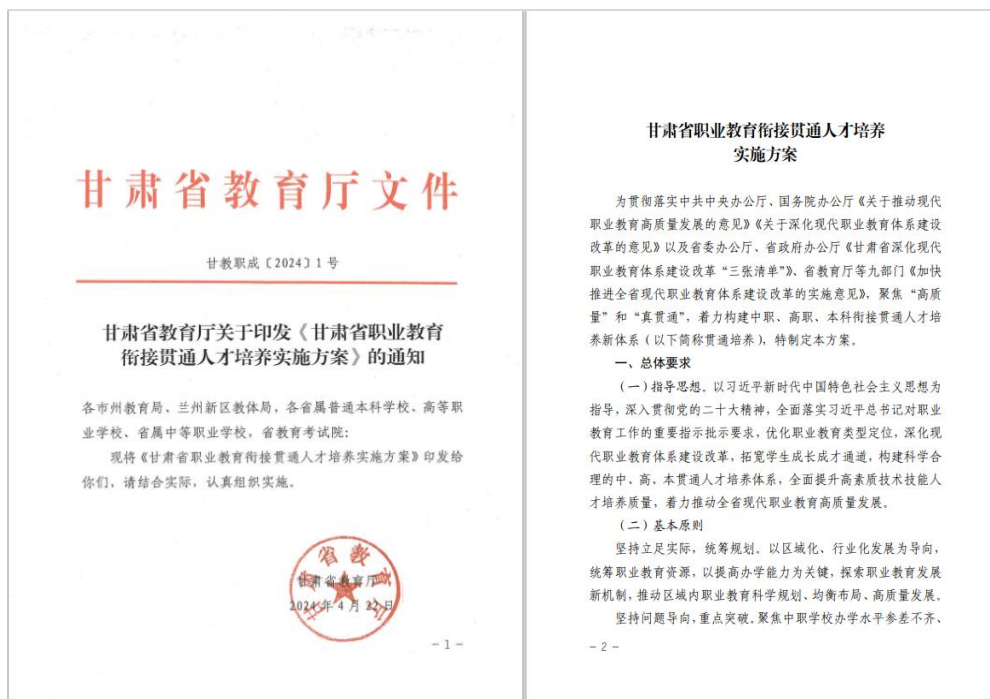 甘肃省教育厅文件
甘教职成〔2024〕1号
甘肃省教育厅关于印发《甘肃省职业教育
衔接贯通人才培养实施方案》的通知
各市州教育局、兰州新区教体局，各省属普通本科学校、高等职
业学校、省属中等职业学校，省教育考试院：
现将《甘肃省职业教育衔接贯通人才培养实施方案》印发给
你们，请结合实际，认真组织实施。
甘肃省教育厅
甘肃省教育厅
2024年4月22日
－1－
甘肃省职业教育衔接贯通人才培养
实施方案
为贯彻落实中共中央办公厅、国务院办公厅《关于推动现代
职业教育高质量发展的意见》《关于深化现代职业教育体系建设
改革的意见》以及省委办公厅、省政府办公厅《甘肃省深化现代
职业教育体系建设改革“三张清单”》、省教育厅等九部门《加快
推进全省现代职业教育体系建设改革的实施意见》，聚焦“高质
量”和“真贯通”，着力构建中职、高职、本科衔接贯通人才培
养新体系（以下简称贯通培养），特制定本方案。
一、总体要求
（一）指导思想。以习近平新时代中国特色社会主义思想为
指导，深入贯彻党的二十大精神，全面落实习近平总书记对职业
教育工作的重要指示批示要求，优化职业教育类型定位，深化现
代职业教育体系建设改革，拓宽学生成长成才通道，构建科学合
理的中、高、本贯通人才培养体系，全面提升高素质技术技能人
才培养质量，着力推动全省现代职业教育高质量发展。
（二）基本原则
坚持立足实际，统筹规划。以区域化、行业化发展为导向，
统筹职业教育资源，以提高办学能力为关键，探索职业教育发展
新机制，推动区域内职业教育科学规划、均衡布局、高质量发展。
坚持问题导向，重点突破。聚焦中职学校办学水平参差不齐、
－2－